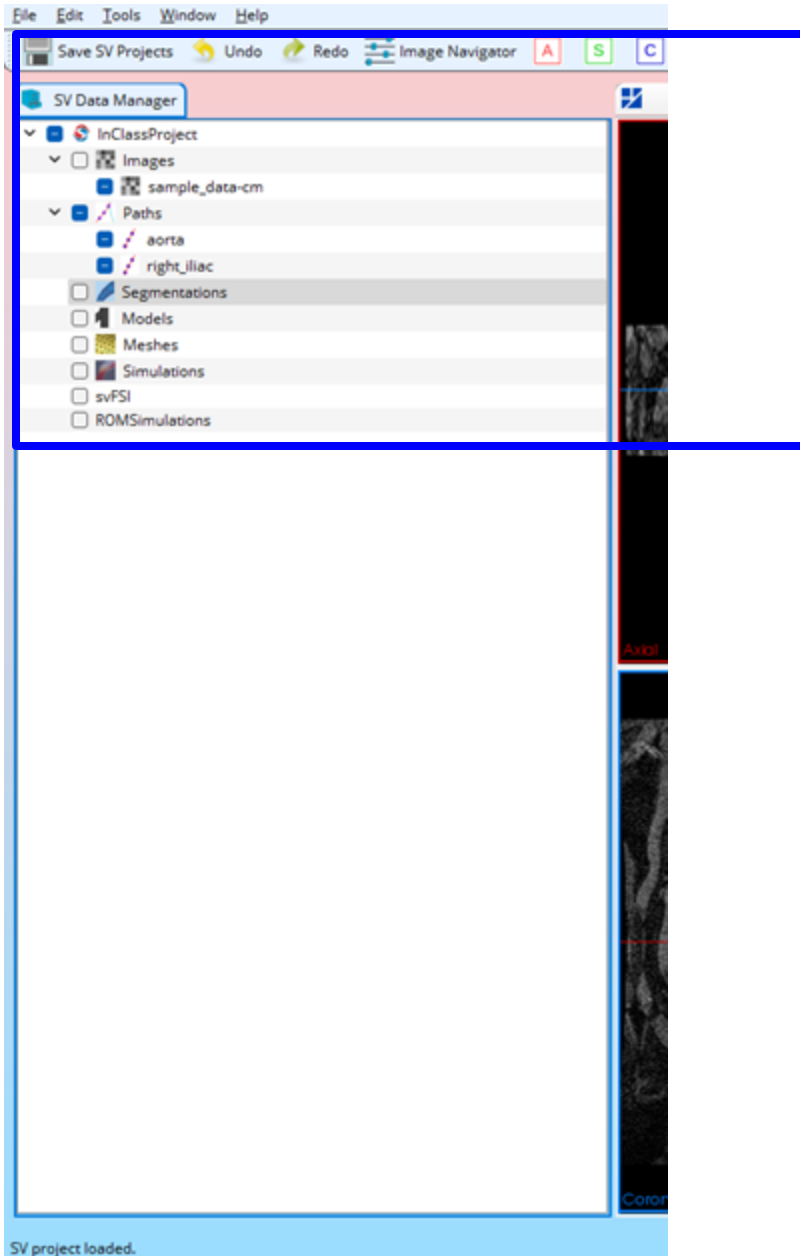 File Edit Tools Window Help
Save SV Projects Undo Redo Image Navigator A S C
SV Data Manager
InClassProject
Images
sample_data-cm
Paths
aorta
right_iliac
Segmentations
Models
Meshes
Simulations
svFSI
ROMSimulations
Axial
Coron
SV project loaded.